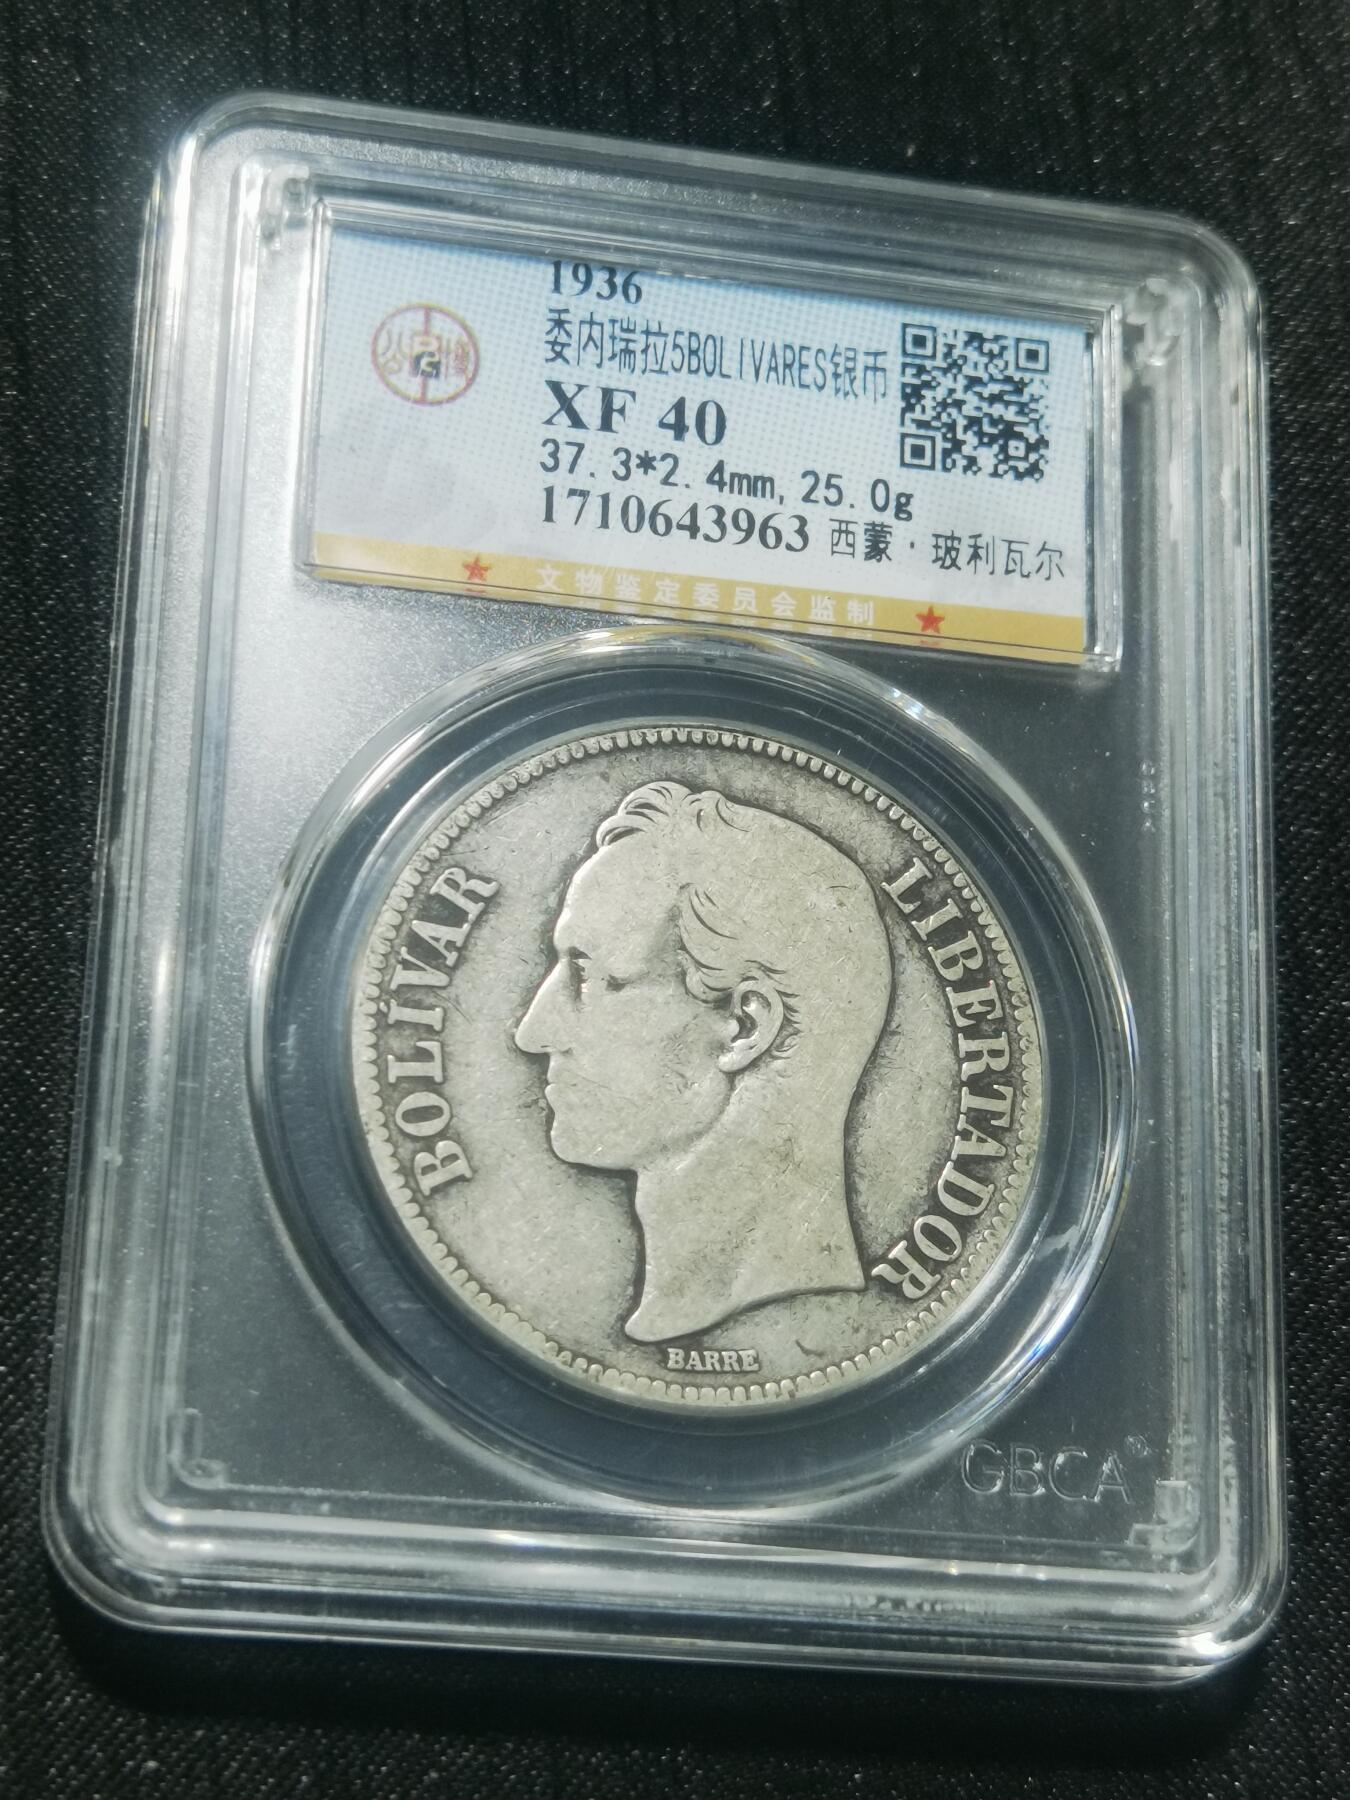 1936
委内瑞拉5BOLIVARES银币
XF 40
37.3*2.4mm,25.0g
1710643963 西蒙·玻利瓦尔
文物鉴定委员会监制
BOLÍVAR
LIBERTADOR
BARRE
GBCA®